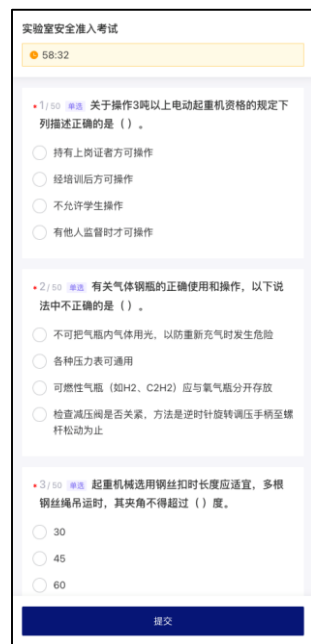 实验室安全准入考试
58:32
1/50 单选 关于操作3吨以上电动起重机资格的规定下
列描述正确的是（ ）。
持有上岗证者方可操作
经培训后方可操作
不允许学生操作
有他人监督时才可操作
2/50 单选 有关气体钢瓶的正确使用和操作，以下说
法中不正确的是（ ）。
不可把气瓶内气体用光，以防重新充气时发生危险
各种压力表可通用
可燃性气瓶（如H2、C2H2）应与氧气瓶分开存放
检查减压阀是否关紧，方法是逆时针旋转调压手柄至螺
杆松动为止
3/50 单选 起重机械选用钢丝扣时长度应适宜，多根
钢丝绳吊运时，其夹角不得超过（ ）度。
30
45
60
提交